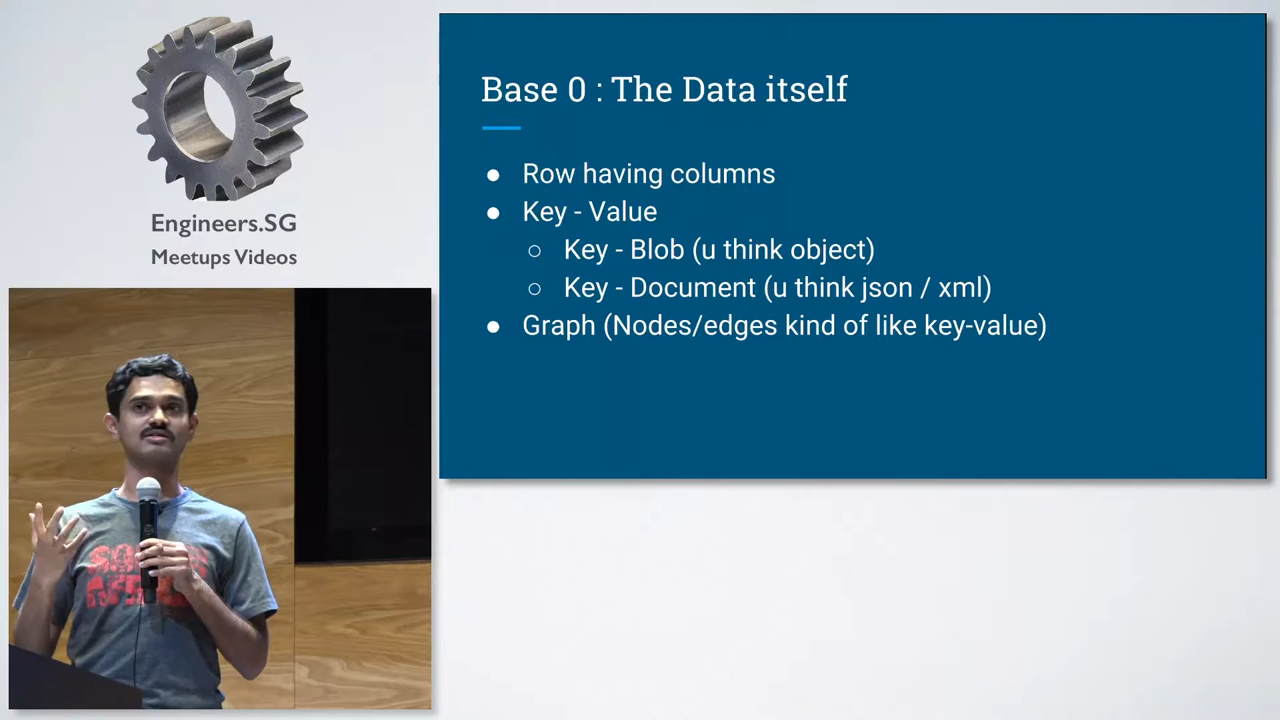 Engineers.SG
Meetups Videos
Base 0 : The Data itself
● Row having columns
● Key - Value
○ Key - Blob (u think object)
○ Key - Document (u think json / xml)
● Graph (Nodes/edges kind of like key-value)